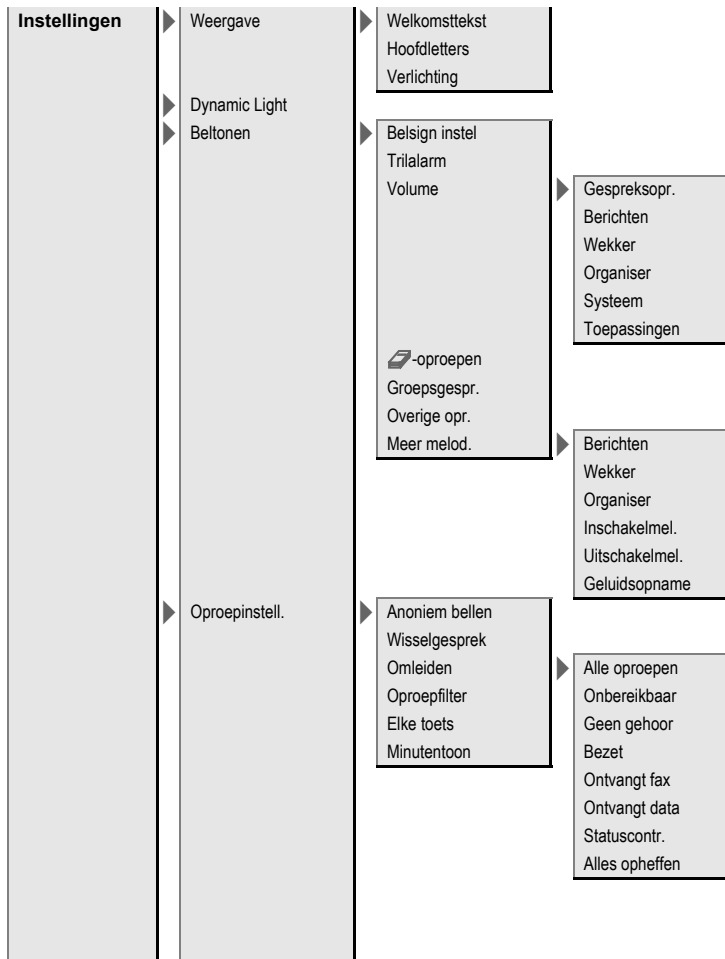 Instellingen Weergave Welkomsttekst
Hoofdletters
Verlichting
Dynamic Light
Beltonen Belsign instel
Trilalarm
Volume Gespreksopr.
Berichten
Wekker
Organiser
Systeem
Toepassingen
-oproepen
Groepsgespr.
Overige opr.
Meer melod. Berichten
Wekker
Organiser
Inschakelmel.
Uitschakelmel.
Geluidsopname
Oproepinstell. Anoniem bellen
Wisselgesprek
Omleiden Alle oproepen
Oproepfilter Onbereikbaar
Elke toets Geen gehoor
Minutentoon Bezet
Ontvangt fax
Ontvangt data
Statuscontr.
Alles opheffen